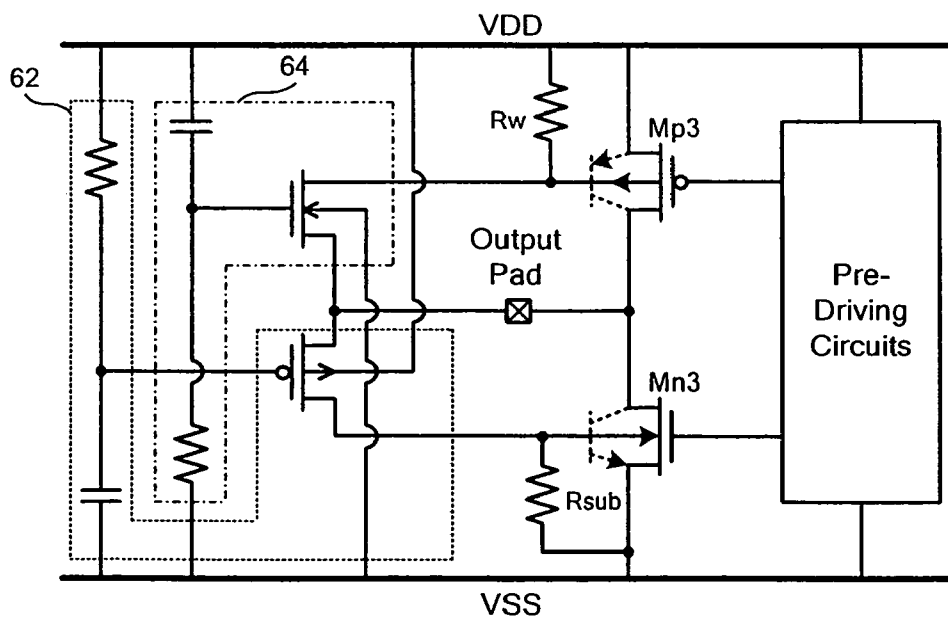 VDD
62
64
Rw
Mp3
Output
Pad
Pre-
Driving
Circuits
Mn3
Rsub
VSS